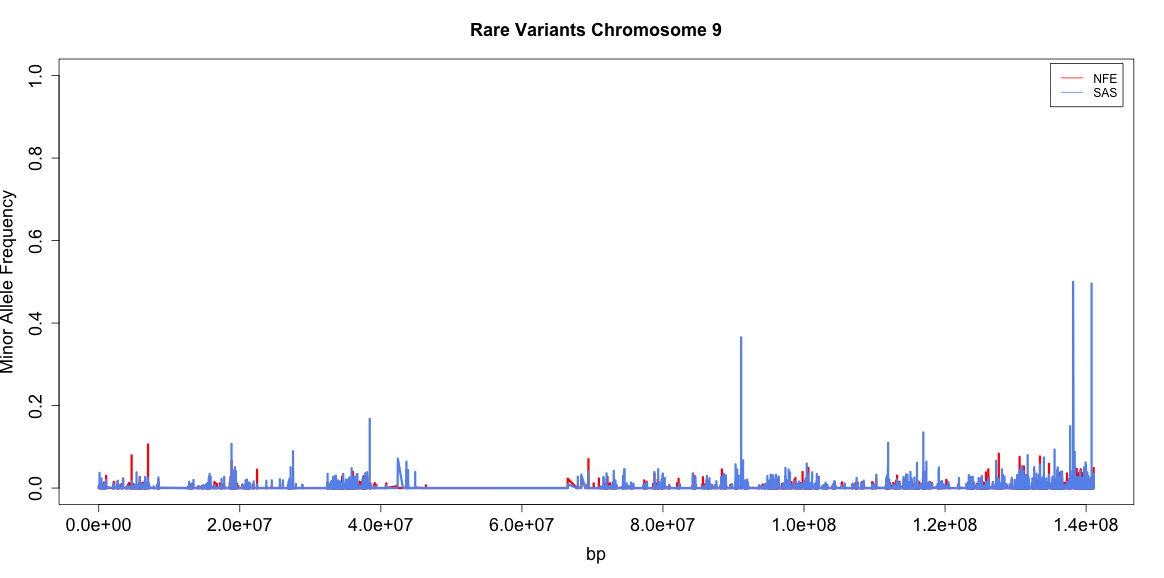 Rare Variants Chromosome 9
NFE
SAS
1.0
0.8
0.6
0.4
0.2
0.0
Minor Allele Frequency
0.0e+00 2.0e+07 4.0e+07 6.0e+07 8.0e+07 1.0e+08 1.2e+08 1.4e+08
bp